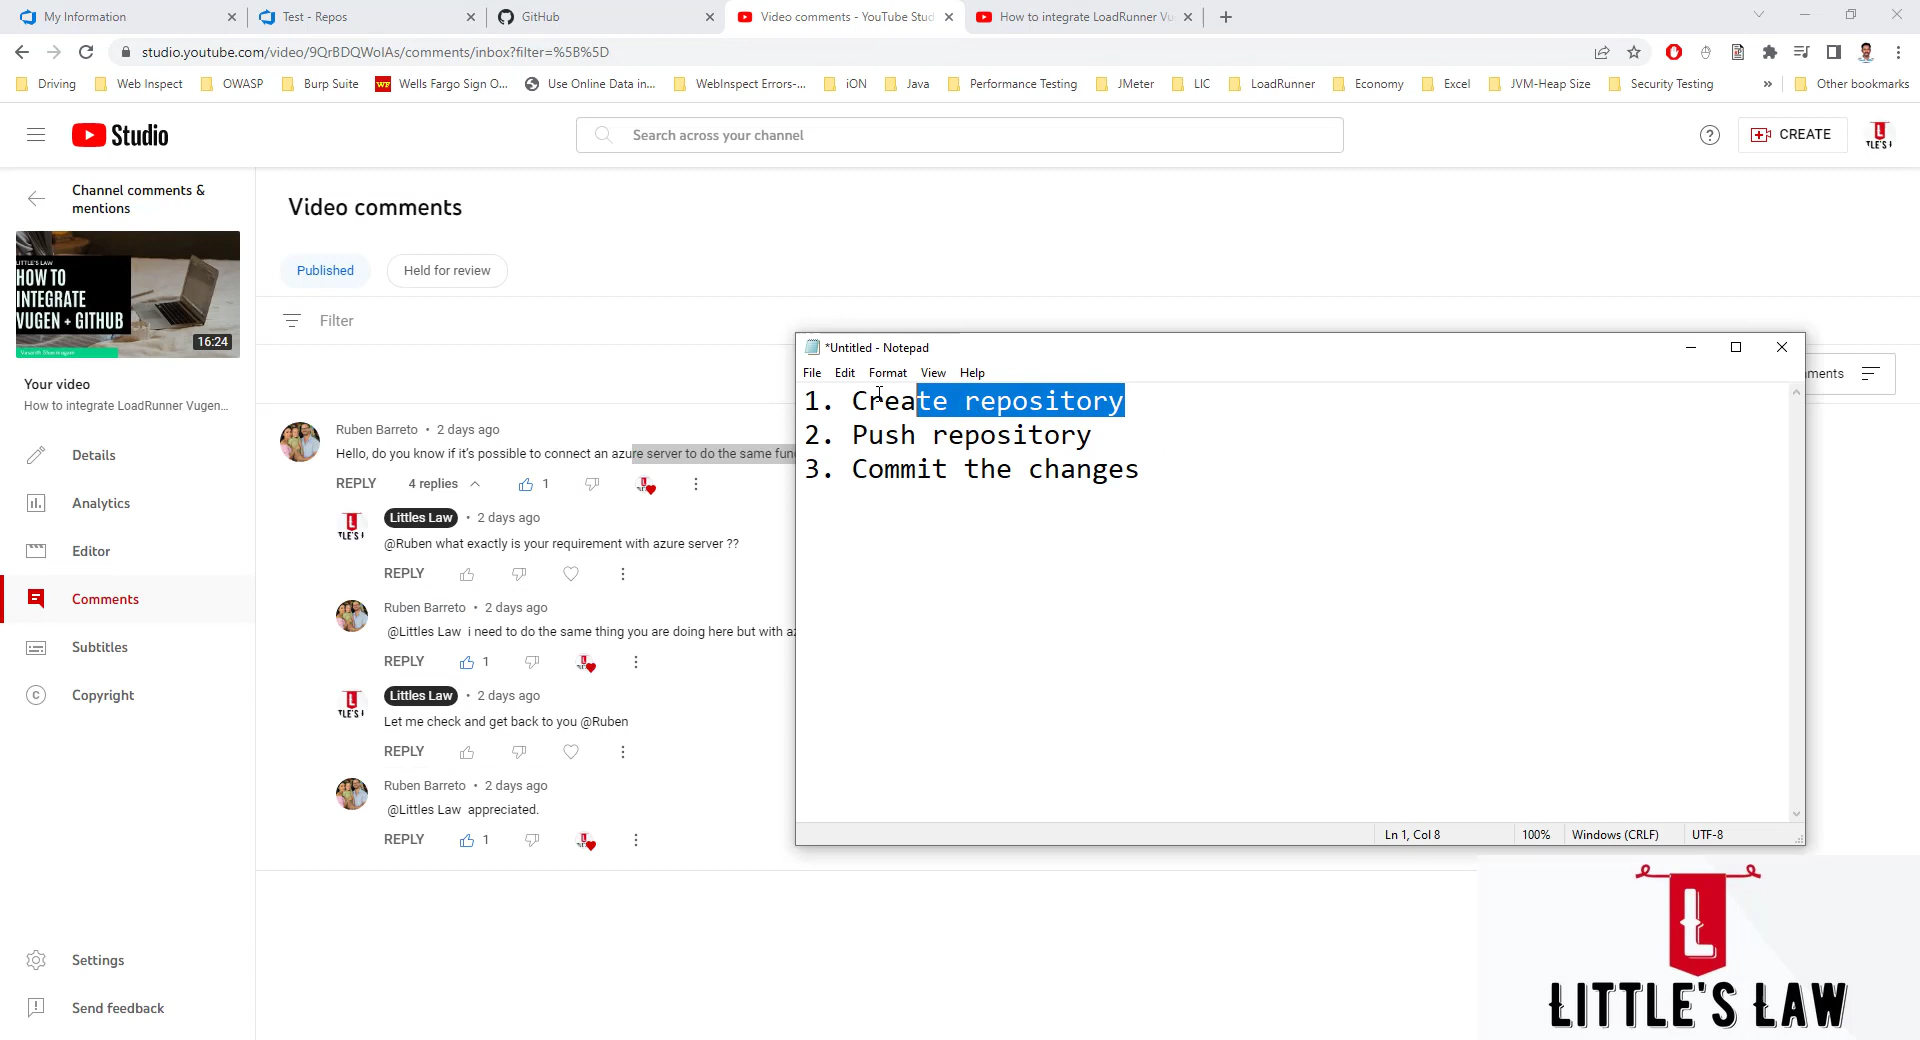 My Information
Test - Repos
GitHub
Video comments - YouTube Stud
How to integrate LoadRunner Vu
studio.youtube.com/video/9QrBDQWolAs/comments/inbox?filter=%5B%5D
Driving
Web Inspect
OWASP
Burp Suite
WF
Wells Fargo Sign O...
Use Online Data in...
WebInspect Errors-...
iON
Java
Performance Testing
JMeter
LIC
LoadRunner
Economy
Excel
JVM-Heap Size
Security Testing
»
Other bookmarks
Studio
Search across your channel
CREATE
Channel comments &
mentions
LITTLE'S LAW
HOW TO
INTEGRATE
VUGEN + GITHUB
16:24
Video comments
Published
Held for review
Filter
Your video
How to integrate LoadRunner Vugen...
Details
Analytics
Editor
Comments
Subtitles
Copyright
Settings
Send feedback
Ruben Barreto • 2 days ago
Hello, do you know if it's possible to connect an azure server to do the same func
REPLY
4 replies
1
Littles Law • 2 days ago
@Ruben what exactly is your requirement with azure server ??
REPLY
Ruben Barreto • 2 days ago
@Littles Law i need to do the same thing you are doing here but with az
REPLY
1
Littles Law • 2 days ago
Let me check and get back to you @Ruben
REPLY
Ruben Barreto • 2 days ago
@Littles Law appreciated.
REPLY
1
*Untitled - Notepad
File
Edit
Format
View
Help
1. Create repository
2. Push repository
3. Commit the changes
Ln 1, Col 8
100%
Windows (CRLF)
UTF-8
ments
L
LITTLE'S LAW